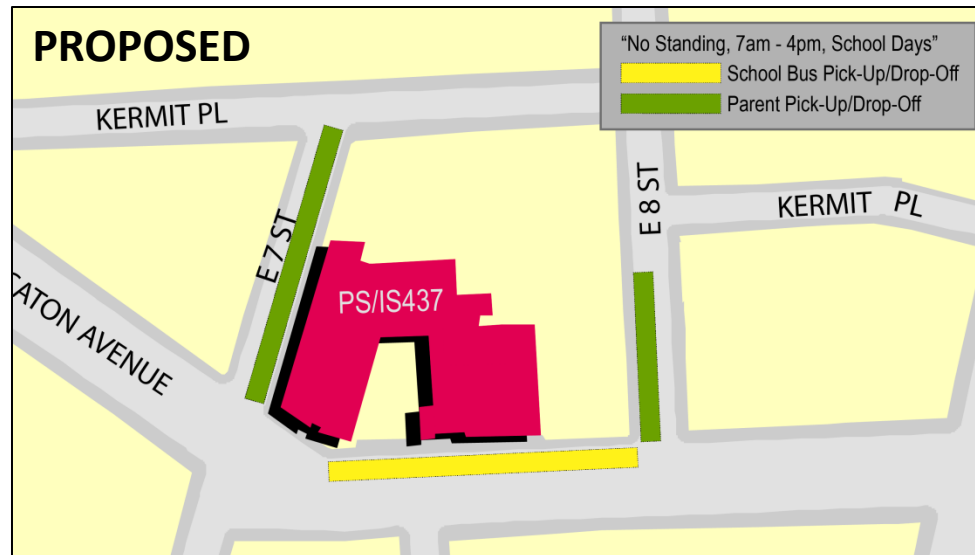 PROPOSED
“No Standing, 7am - 4pm, School Days”
School Bus Pick-Up/Drop-Off
Parent Pick-Up/Drop-Off
KERMIT PL
E 8 ST
KERMIT PL
E 7 ST
PS/IS437
EATON AVENUE